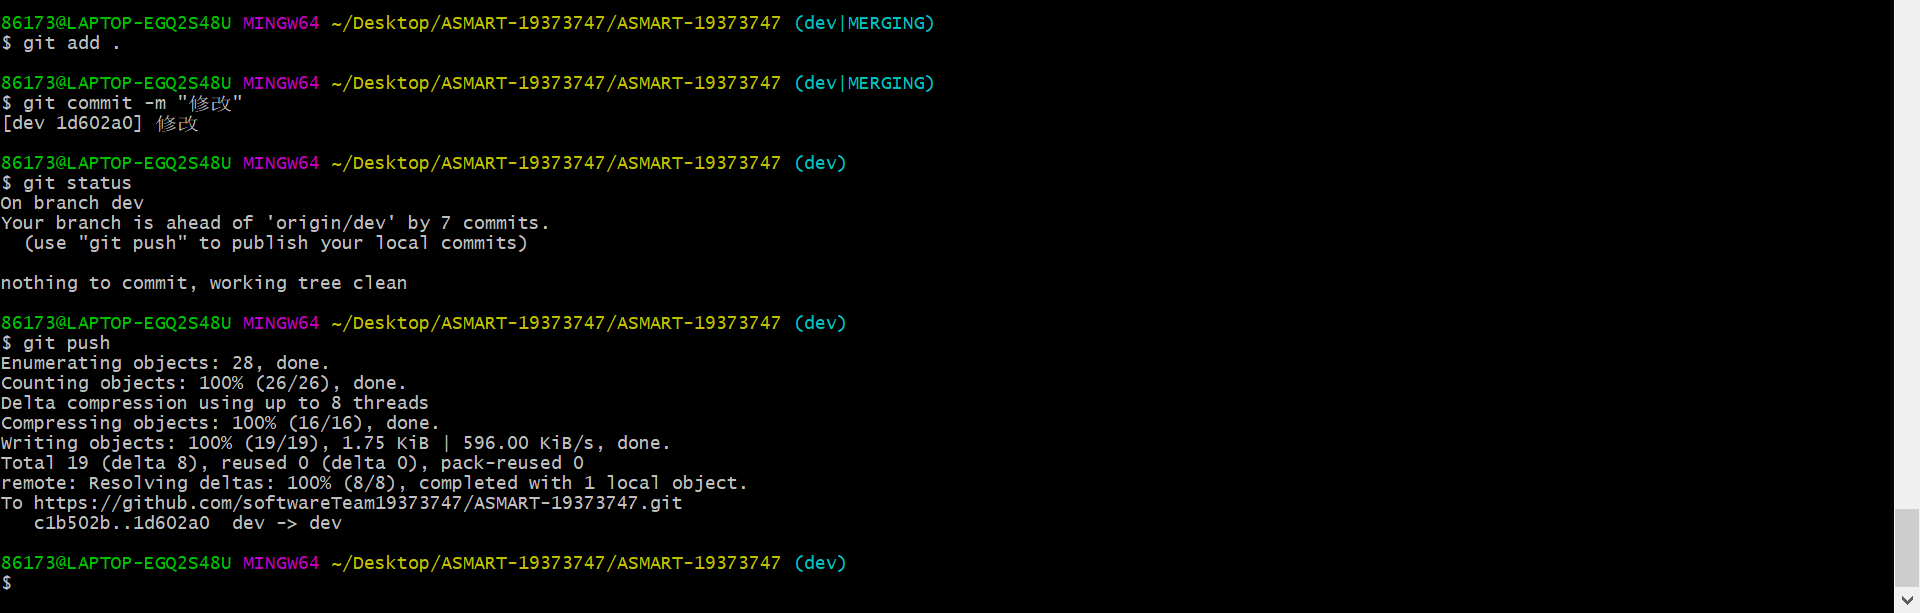 86173@LAPTOP-EGQ2S48U MINGW64 ~/Desktop/ASMART-19373747/ASMART-19373747 (dev|MERGING)
$ git add .
86173@LAPTOP-EGQ2S48U MINGW64 ~/Desktop/ASMART-19373747/ASMART-19373747 (dev|MERGING)
$ git commit -m "修改"
[dev 1d602a0] 修改
86173@LAPTOP-EGQ2S48U MINGW64 ~/Desktop/ASMART-19373747/ASMART-19373747 (dev)
$ git status
On branch dev
Your branch is ahead of 'origin/dev' by 7 commits.
  (use "git push" to publish your local commits)
nothing to commit, working tree clean
86173@LAPTOP-EGQ2S48U MINGW64 ~/Desktop/ASMART-19373747/ASMART-19373747 (dev)
$ git push
Enumerating objects: 28, done.
Counting objects: 100% (26/26), done.
Delta compression using up to 8 threads
Compressing objects: 100% (16/16), done.
Writing objects: 100% (19/19), 1.75 KiB | 596.00 KiB/s, done.
Total 19 (delta 8), reused 0 (delta 0), pack-reused 0
remote: Resolving deltas: 100% (8/8), completed with 1 local object.
To https://github.com/softwareTeam19373747/ASMART-19373747.git
   c1b502b..1d602a0  dev -> dev
86173@LAPTOP-EGQ2S48U MINGW64 ~/Desktop/ASMART-19373747/ASMART-19373747 (dev)
$